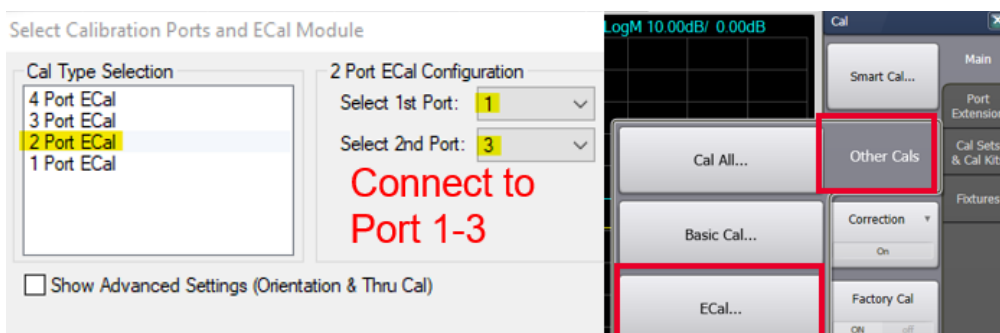 Select Calibration Ports and ECal Module
Cal Type Selection
4 Port ECal
3 Port ECal
2 Port ECal
1 Port ECal
2 Port ECal Configuration
Select 1st Port: 1
Select 2nd Port: 3
Connect to
Port 1-3
Show Advanced Settings (Orientation & Thru Cal)
LogM 10.00dB/ 0.00dB
Cal
Smart Cal...
Main
Port
Extension
Other Cals
Cal Sets
& Cal Kit
Fixtures
Cal All...
Basic Cal...
ECal...
Correction
On
Factory Cal
ON off